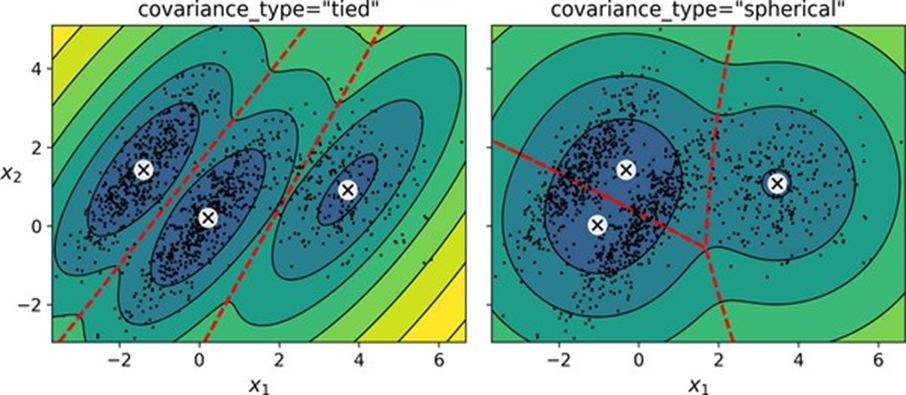 covariance_type="tied"
covariance_type="spherical"
4
2
0
−2
x₂
−2 0 2 4 6
−2 0 2 4 6
x₁
x₁